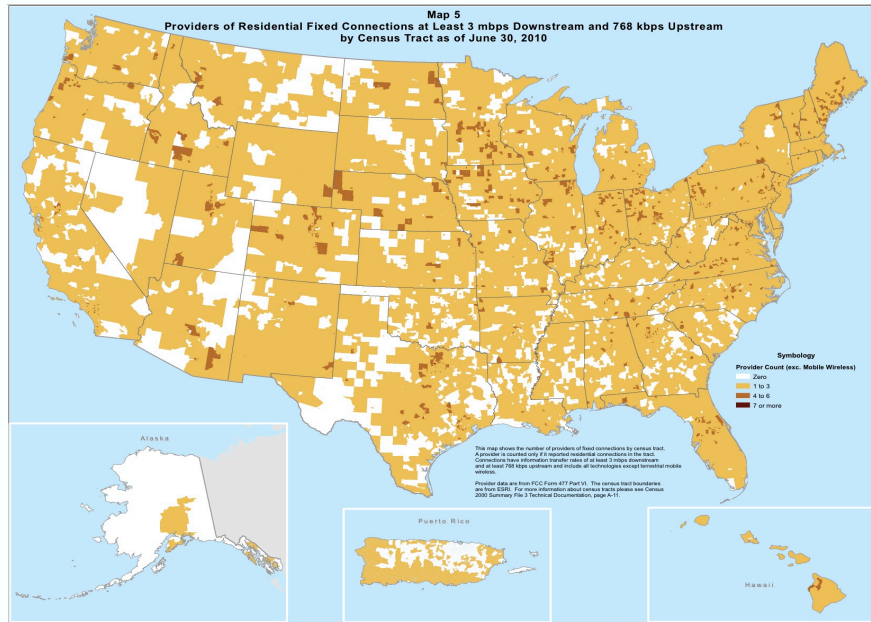 Map 5
Providers of Residential Fixed Connections at Least 3 mbps Downstream and 768 kbps Upstream
by Census Tract as of June 30, 2010
Symbology
Provider Count (exc. Mobile Wireless)
Zero
1 to 3
4 to 6
7 or more
This map shows the number of providers of fixed connections by census tract.
A provider is counted only if it reported residential connections in the tract.
Connections have information transfer rates of at least 3 mbps downstream
and at least 768 kbps upstream and include all technologies except terrestrial mobile
wireless.
Provider data are from FCC Form 477 Part VI. The census tract boundaries
are from ESRI. For more information about census tracts please see Census
2000 Summary File 3 Technical Documentation, page A-11.
Alaska
Puerto Rico
Hawaii